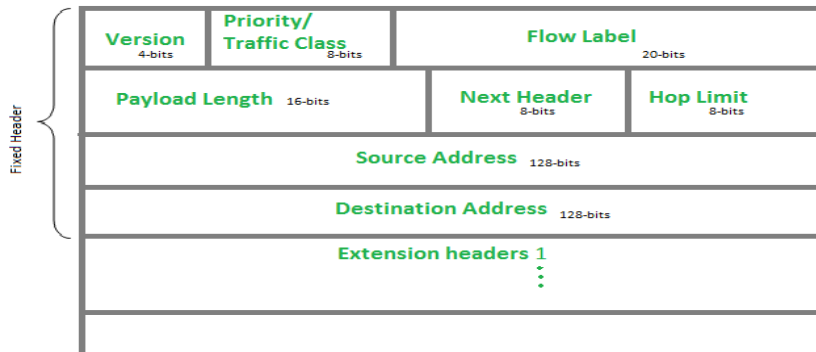 Fixed Header
Version
4-bits
Priority/
Traffic Class
8-bits
Flow Label
20-bits
Payload Length 16-bits
Next Header
8-bits
Hop Limit
8-bits
Source Address 128-bits
Destination Address 128-bits
Extension headers 1